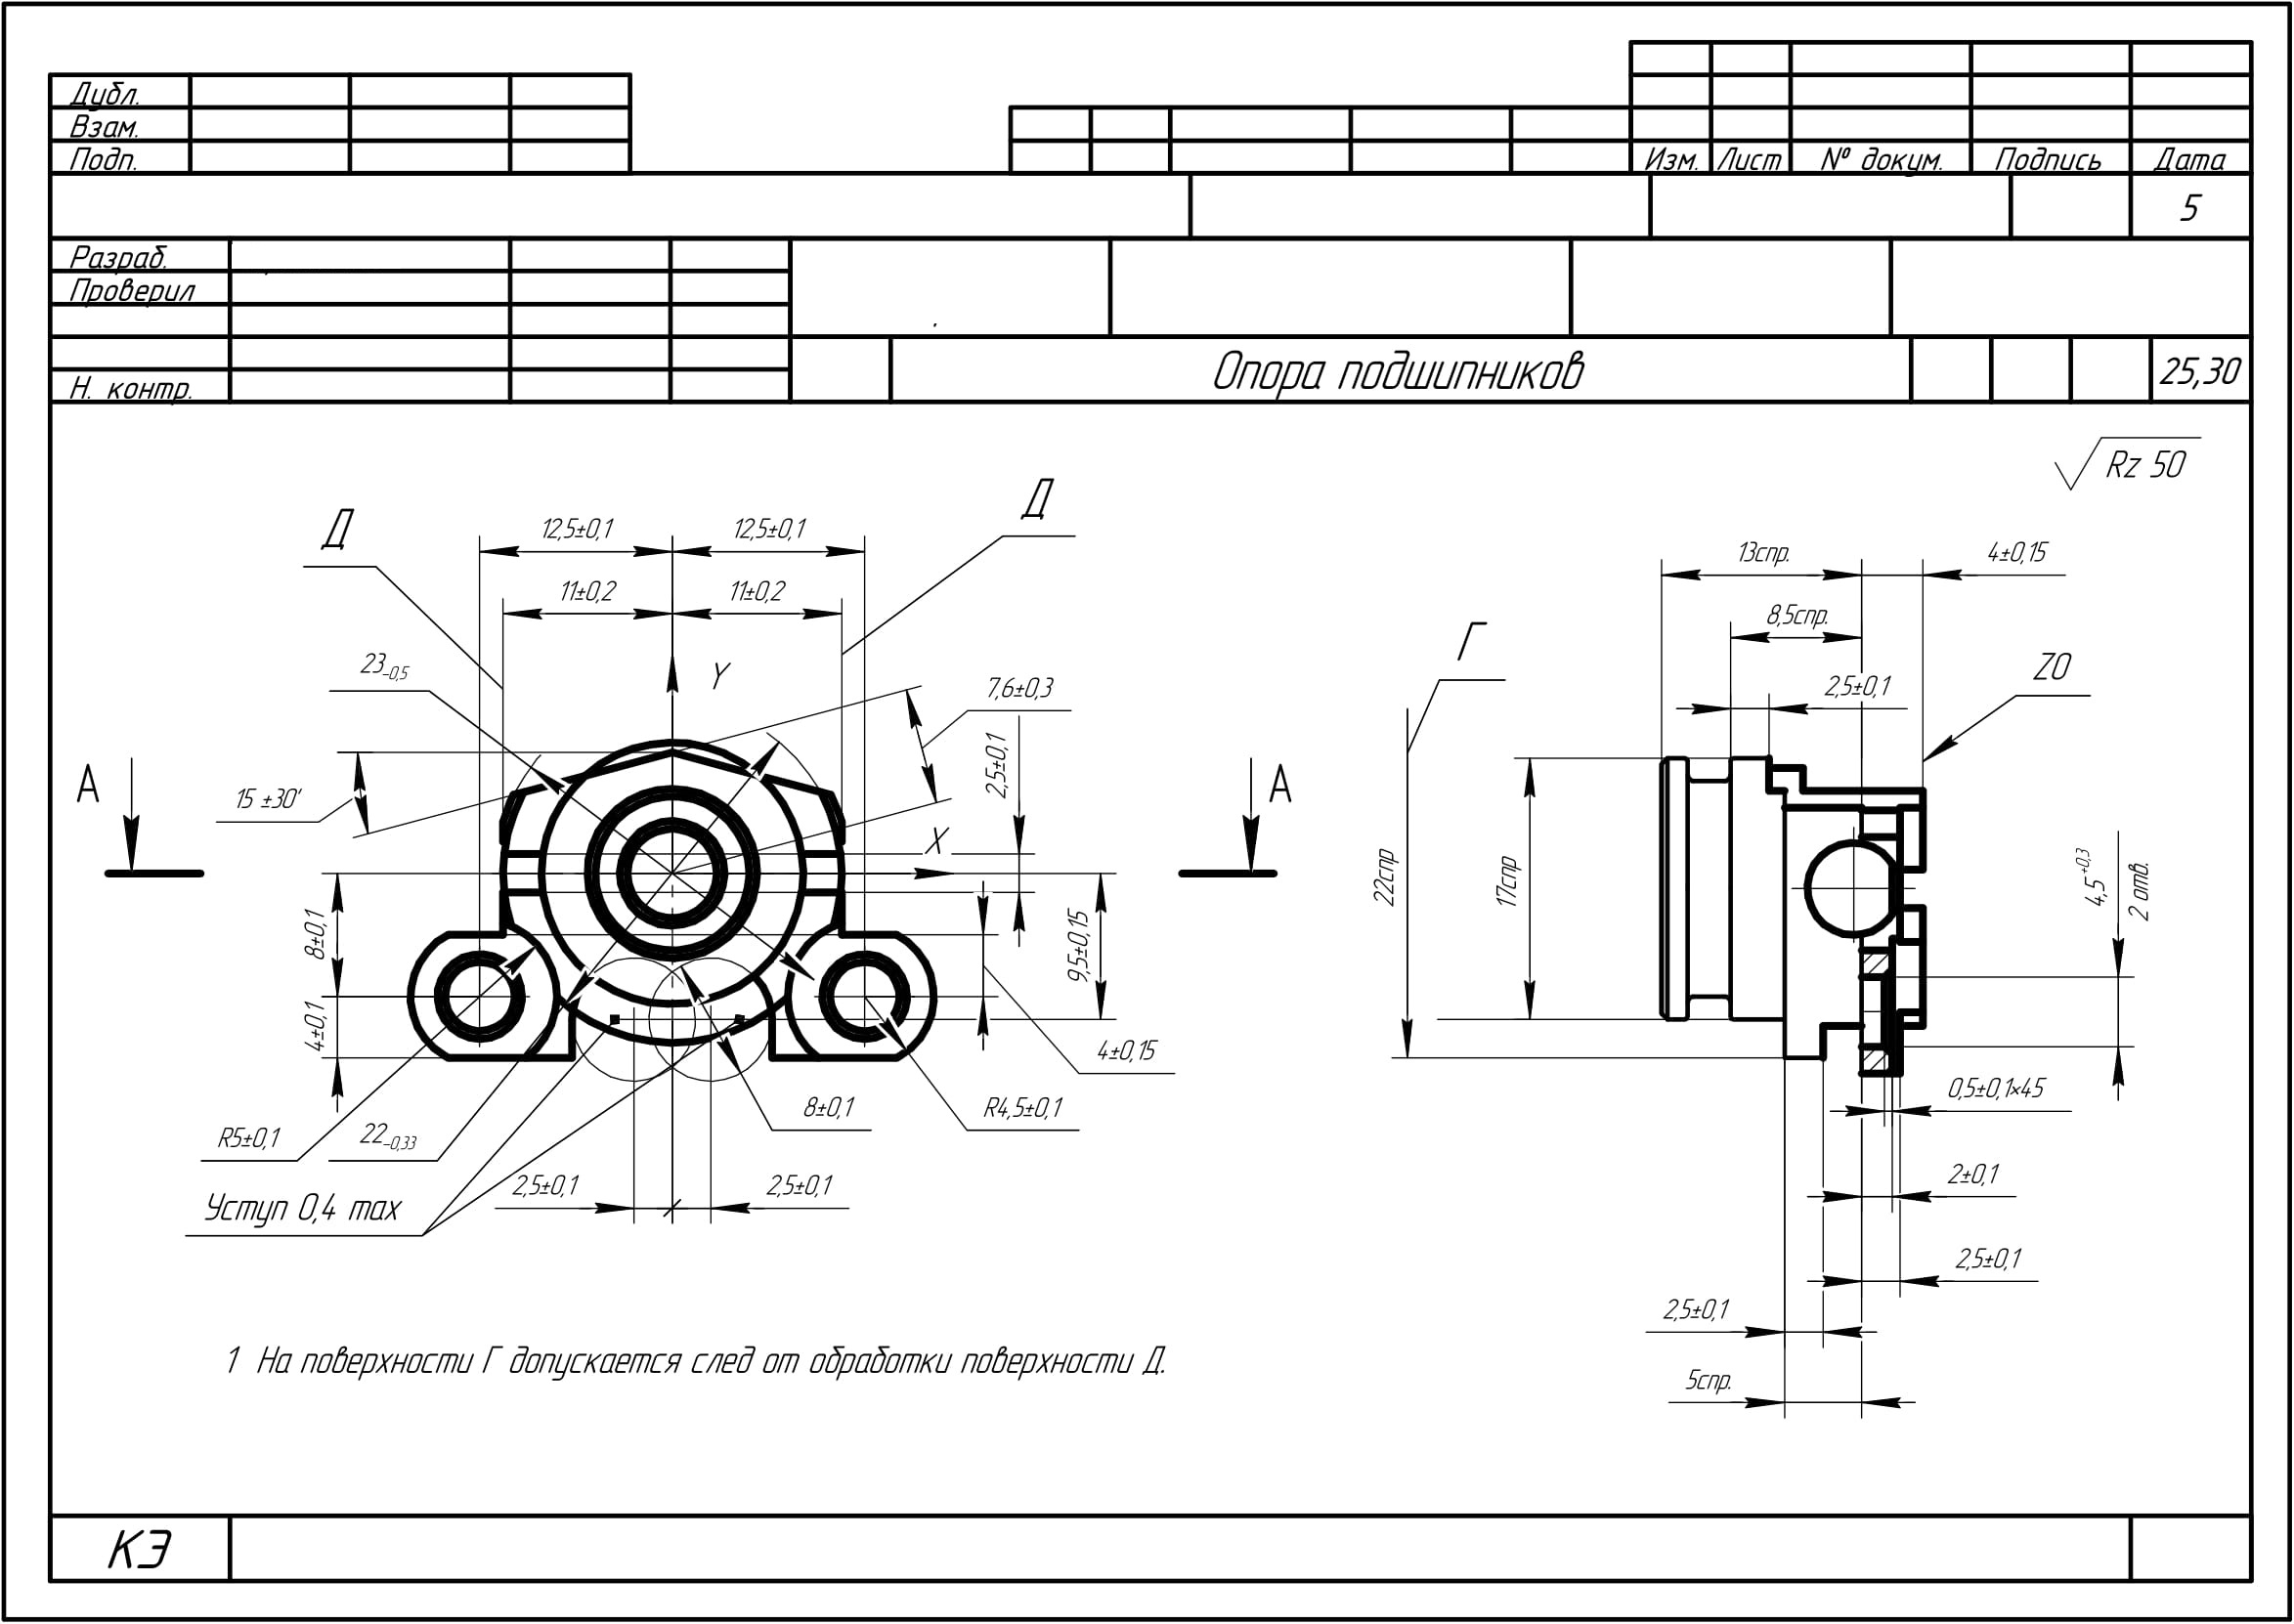 Дубл.
Взам.
Подп.
Изм. Лист № докум. Подпись Дата
5
Разраб.
Проверил
Н. контр.
Опора подшипников
25,30
Rz 50
Д
Д
12,5±0,1
12,5±0,1
11±0,2
11±0,2
23-0,5
Y
7,6±0,3
2,5±0,1
A
15 ±30'
X
A
8±0,1
9,5±0,15
4±0,1
4±0,15
8±0,1
R4,5±0,1
R5±0,1
22-0,33
2,5±0,1
2,5±0,1
Уступ 0,4 max
13спр.
4±0,15
8,5спр.
Г
2,5±0,1
Z0
22спр
17спр
4,5+0,3
2 отв.
0,5±0,1×45
2±0,1
2,5±0,1
2,5±0,1
5спр.
1 На поверхности Г допускается след от обработки поверхности Д.
КЭ